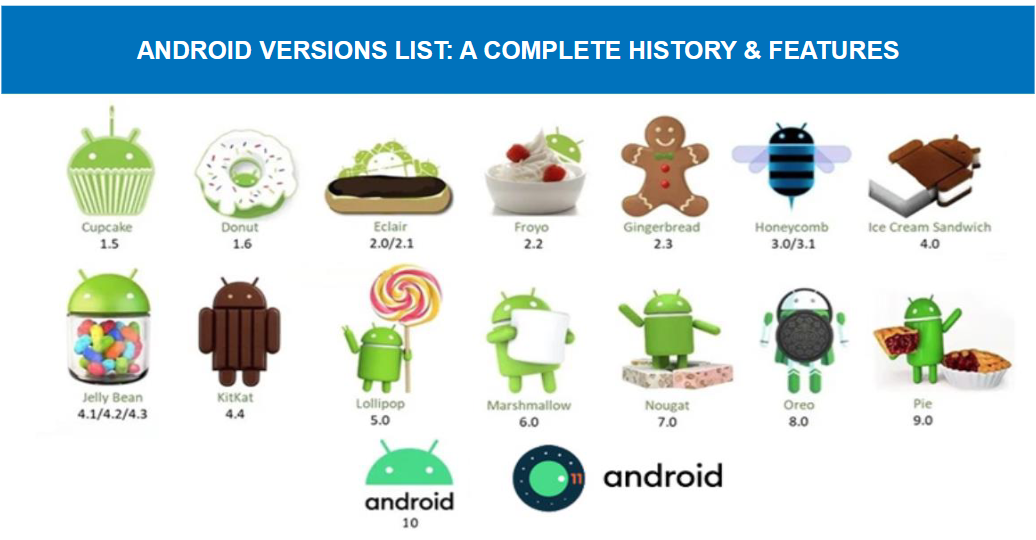 ANDROID VERSIONS LIST: A COMPLETE HISTORY & FEATURES
Cupcake
1.5
Donut
1.6
Eclair
2.0/2.1
Froyo
2.2
Gingerbread
2.3
Honeycomb
3.0/3.1
Ice Cream Sandwich
4.0
Jelly Bean
4.1/4.2/4.3
KitKat
4.4
Lollipop
5.0
Marshmallow
6.0
Nougat
7.0
Oreo
8.0
Pie
9.0
android
10
11
android